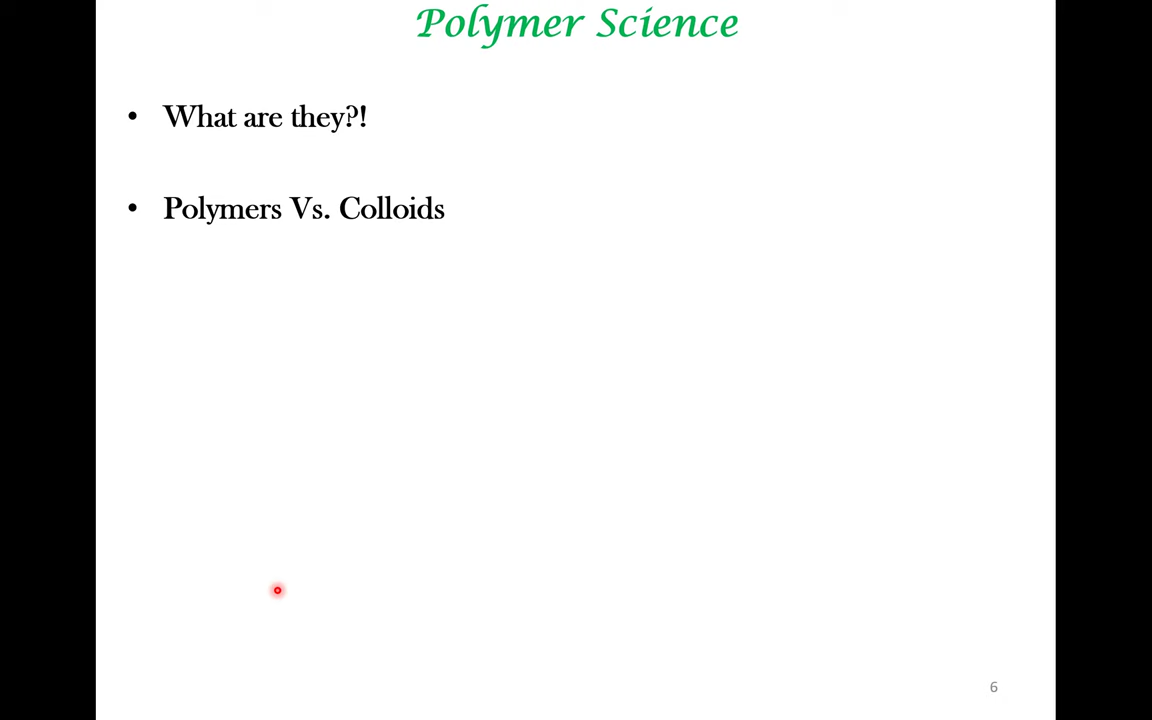 Polymer Science
• What are they?!
• Polymers Vs. Colloids
6